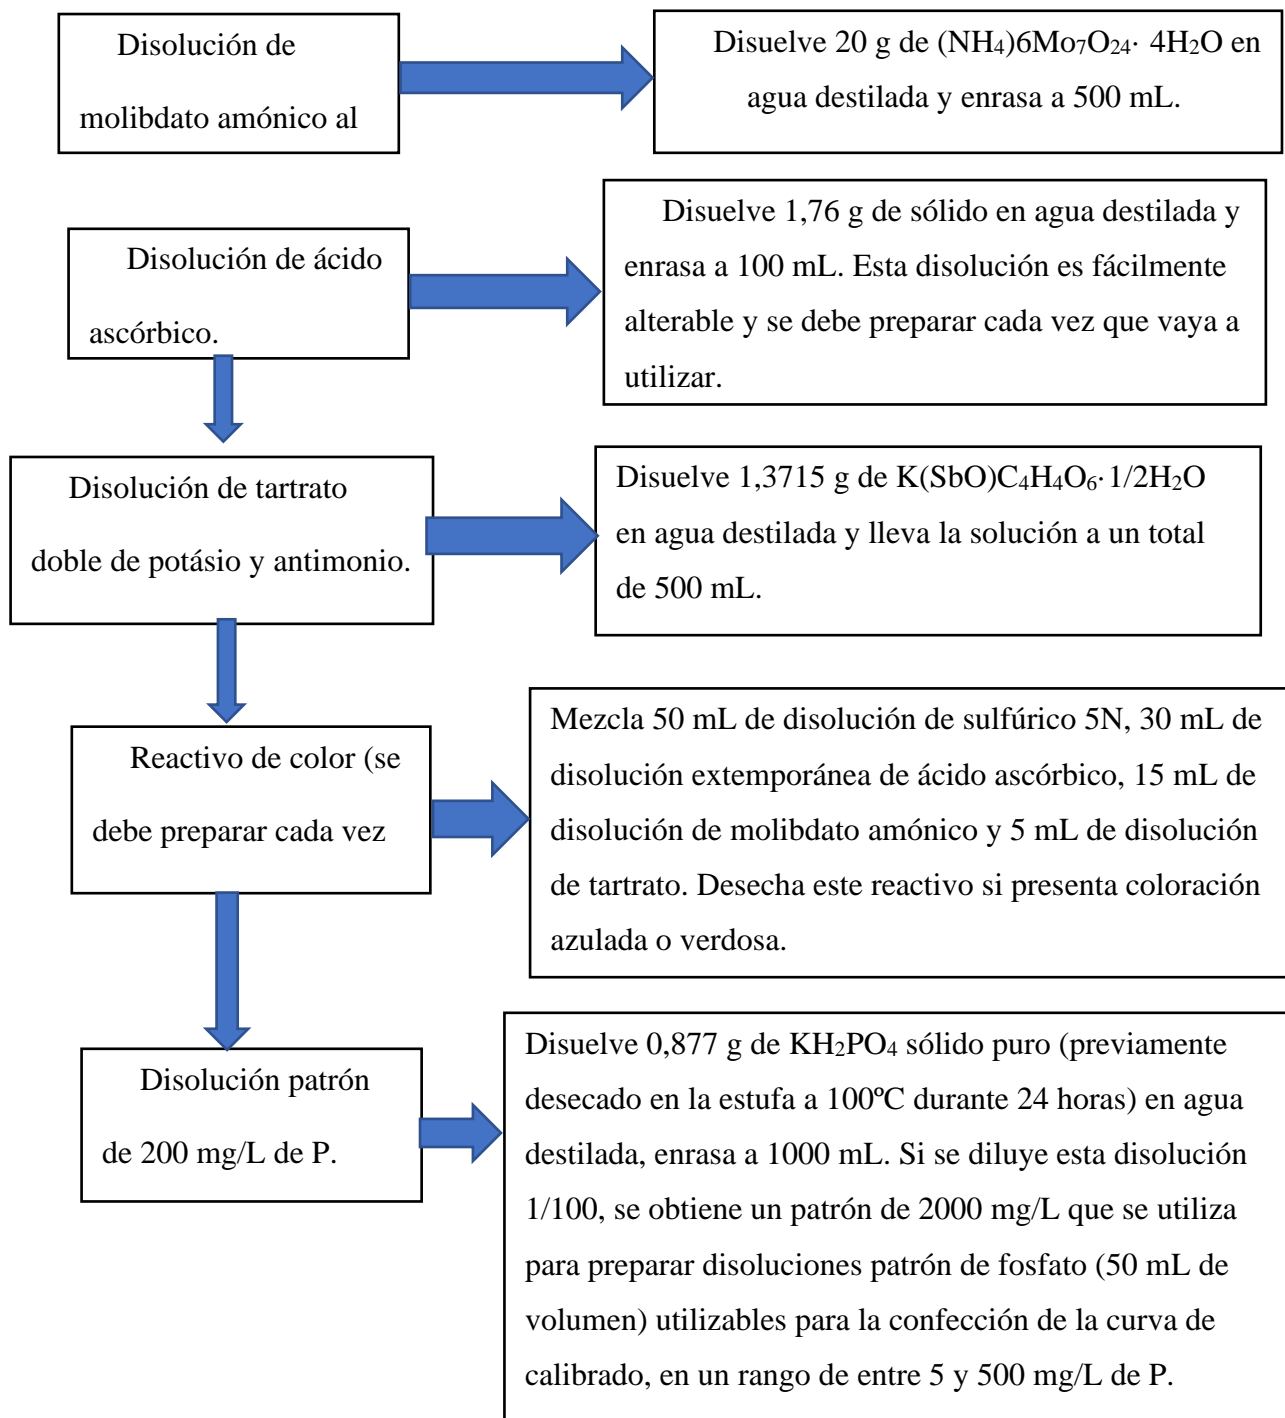 Disolución de
molibdato amónico al
Disuelve 20 g de (NH₄)6Mo₇O₂₄· 4H₂O en
agua destilada y enrasa a 500 mL.
Disolución de ácido
ascórbico.
Disuelve 1,76 g de sólido en agua destilada y
enrasa a 100 mL. Esta disolución es fácilmente
alterable y se debe preparar cada vez que vaya a
utilizar.
Disolución de tartrato
doble de potásio y antimonio.
Disuelve 1,3715 g de K(SbO)C₄H₄O₆·1/2H₂O
en agua destilada y lleva la solución a un total
de 500 mL.
Reactivo de color (se
debe preparar cada vez
Mezcla 50 mL de disolución de sulfúrico 5N, 30 mL de
disolución extemporánea de ácido ascórbico, 15 mL de
disolución de molibdato amónico y 5 mL de disolución
de tartrato. Desecha este reactivo si presenta coloración
azulada o verdosa.
Disolución patrón
de 200 mg/L de P.
Disuelve 0,877 g de KH₂PO₄ sólido puro (previamente
desecado en la estufa a 100ºC durante 24 horas) en agua
destilada, enrasa a 1000 mL. Si se diluye esta disolución
1/100, se obtiene un patrón de 2000 mg/L que se utiliza
para preparar disoluciones patrón de fosfato (50 mL de
volumen) utilizables para la confección de la curva de
calibrado, en un rango de entre 5 y 500 mg/L de P.